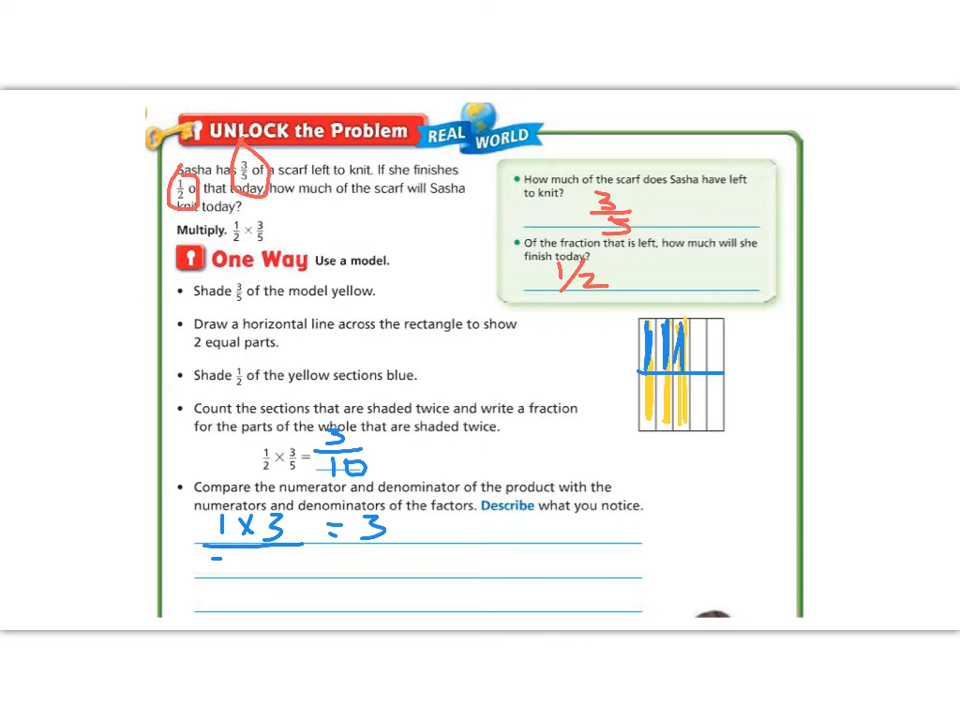 UNLOCK the Problem REAL WORLD
Sasha has 3/5 of a scarf left to knit. If she finishes
1/2 of that today, how much of the scarf will Sasha
knit today?
Multiply. 1/2 × 3/5
One Way Use a model.
• How much of the scarf does Sasha have left
to knit?
3/5
• Of the fraction that is left, how much will she
finish today?
1/2
• Shade 3/5 of the model yellow.
• Draw a horizontal line across the rectangle to show
2 equal parts.
• Shade 1/2 of the yellow sections blue.
• Count the sections that are shaded twice and write a fraction
for the parts of the whole that are shaded twice.
1/2 × 3/5 = 3/10
• Compare the numerator and denominator of the product with the
numerators and denominators of the factors. Describe what you notice.
1 x 3 = 3